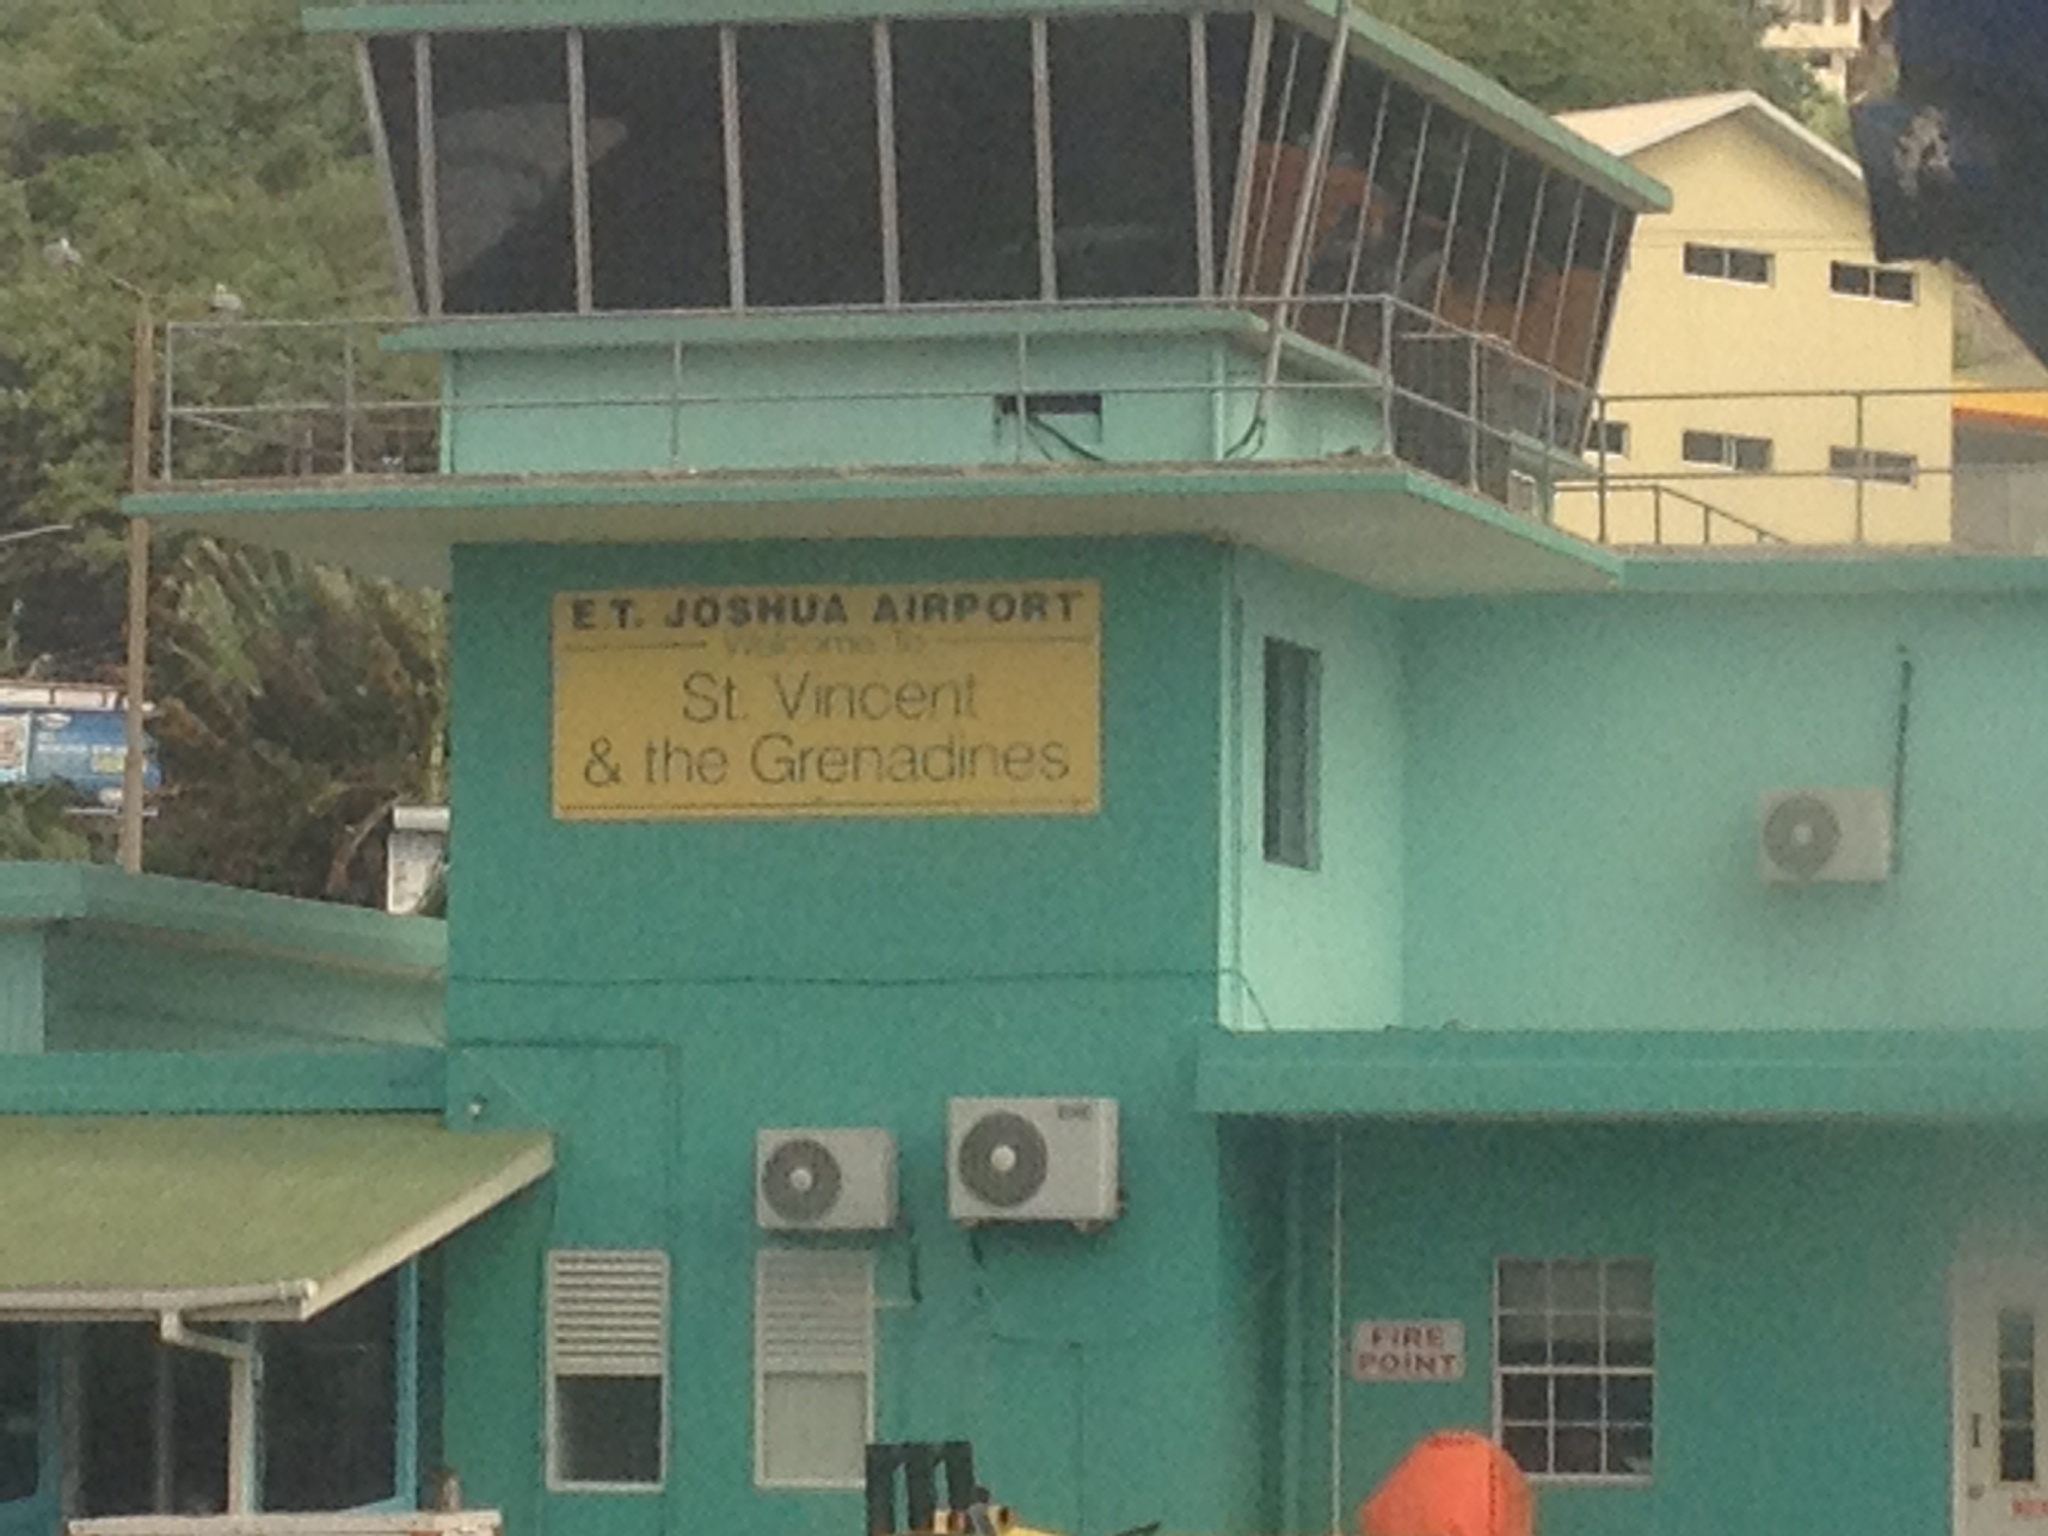 E.T. JOSHUA AIRPORT
Welcome To
St. Vincent
& the Grenadines
FIRE
POINT